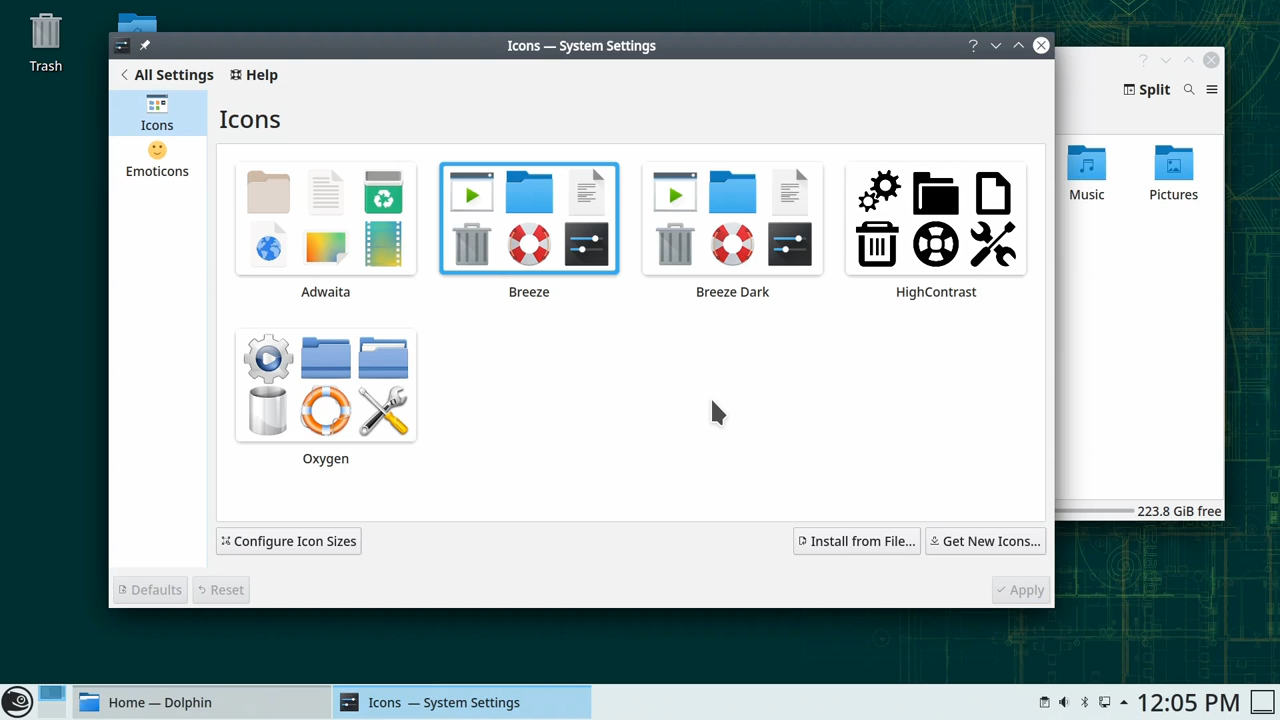 Trash
Icons — System Settings
All Settings
Help
Split
Icons
Emoticons
Icons
Adwaita
Breeze
Breeze Dark
HighContrast
Oxygen
Music
Pictures
Configure Icon Sizes
Install from File...
Get New Icons...
223.8 GiB free
Defaults
Reset
Apply
Home — Dolphin
Icons — System Settings
12:05 PM